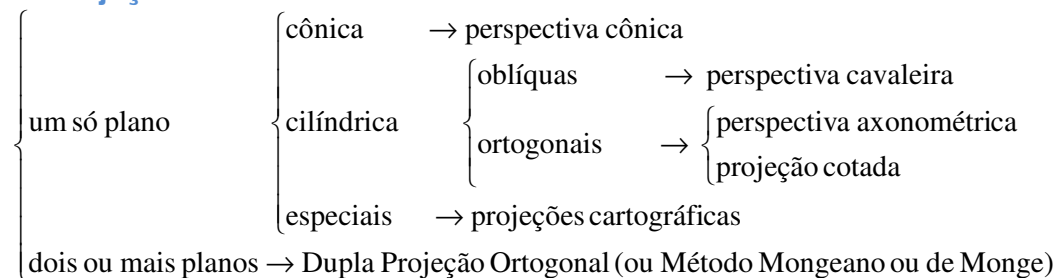 cônica → perspectiva cônica
oblíquas → perspectiva cavaleira
um só plano cilíndrica perspectiva axonométrica
ortogonais → projeção cotada
especiais → projeções cartográficas
dois ou mais planos → Dupla Projeção Ortogonal (ou Método Mongeano ou de Monge)